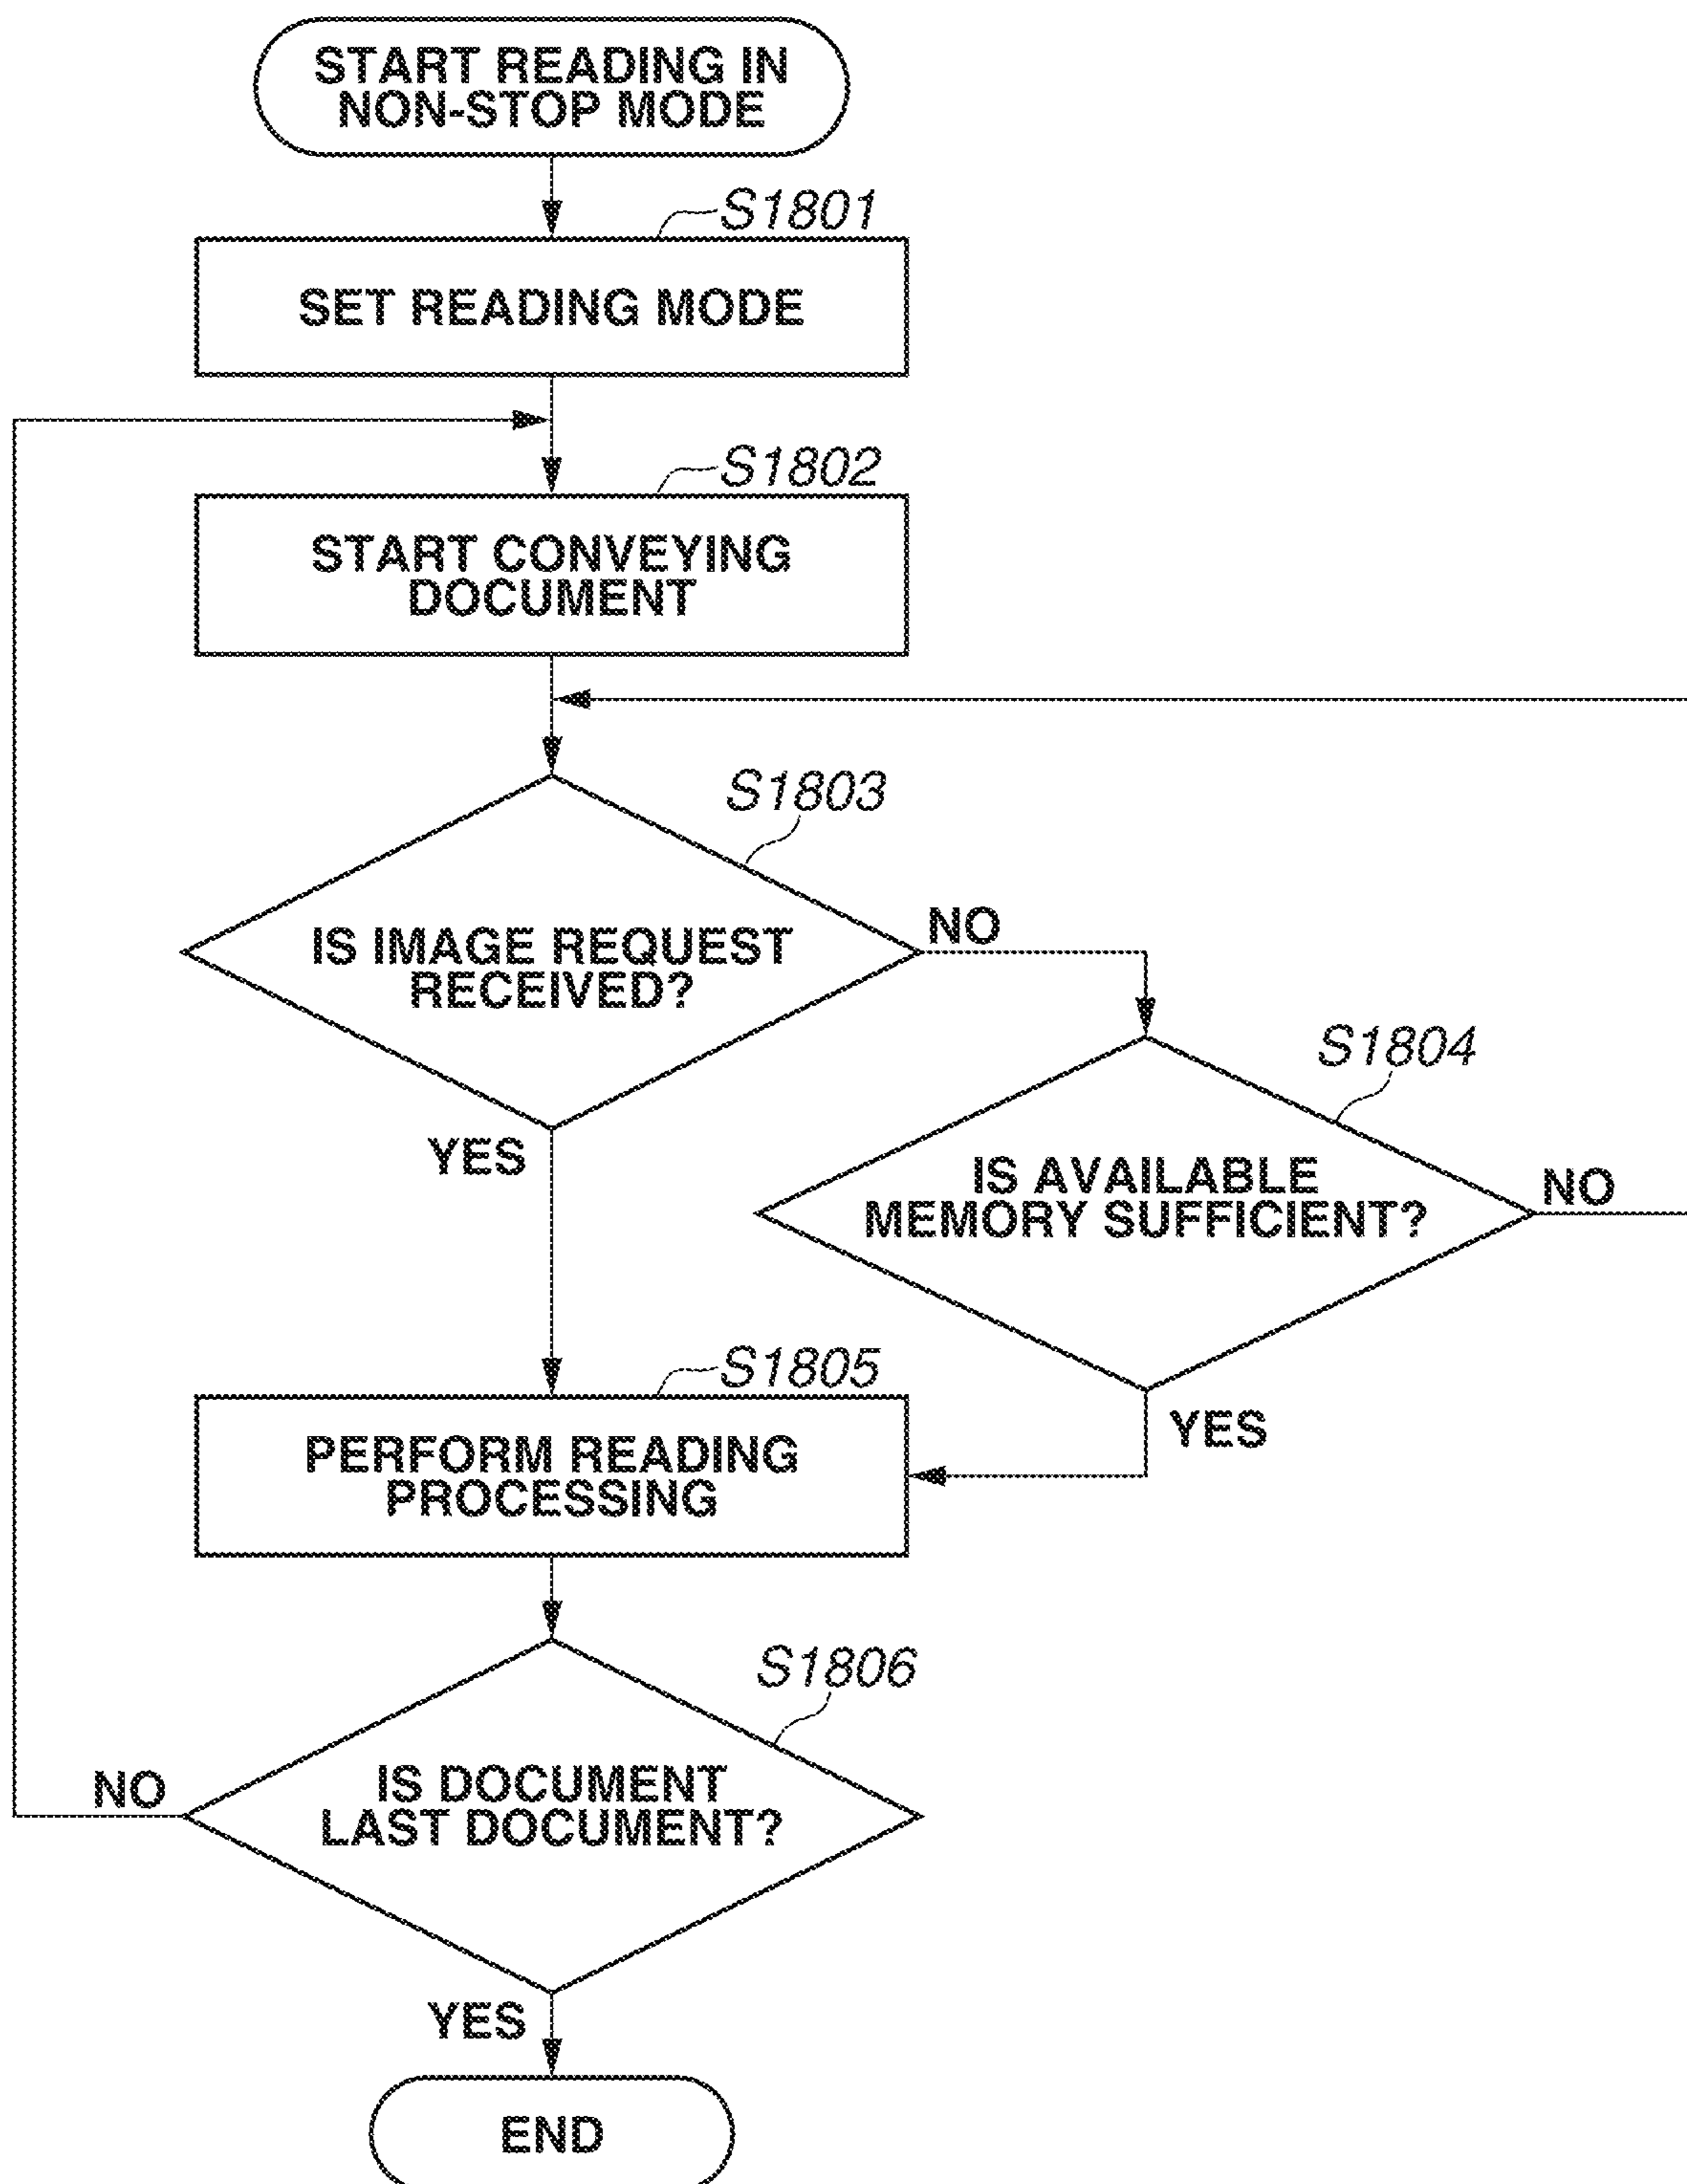 START READING IN
NON-STOP MODE
S1801
SET READING MODE
S1802
START CONVEYING
DOCUMENT
S1803
IS IMAGE REQUEST
RECEIVED?
NO
YES
S1804
IS AVAILABLE
MEMORY SUFFICIENT?
NO
YES
S1805
PERFORM READING
PROCESSING
S1806
IS DOCUMENT
LAST DOCUMENT?
NO
YES
END